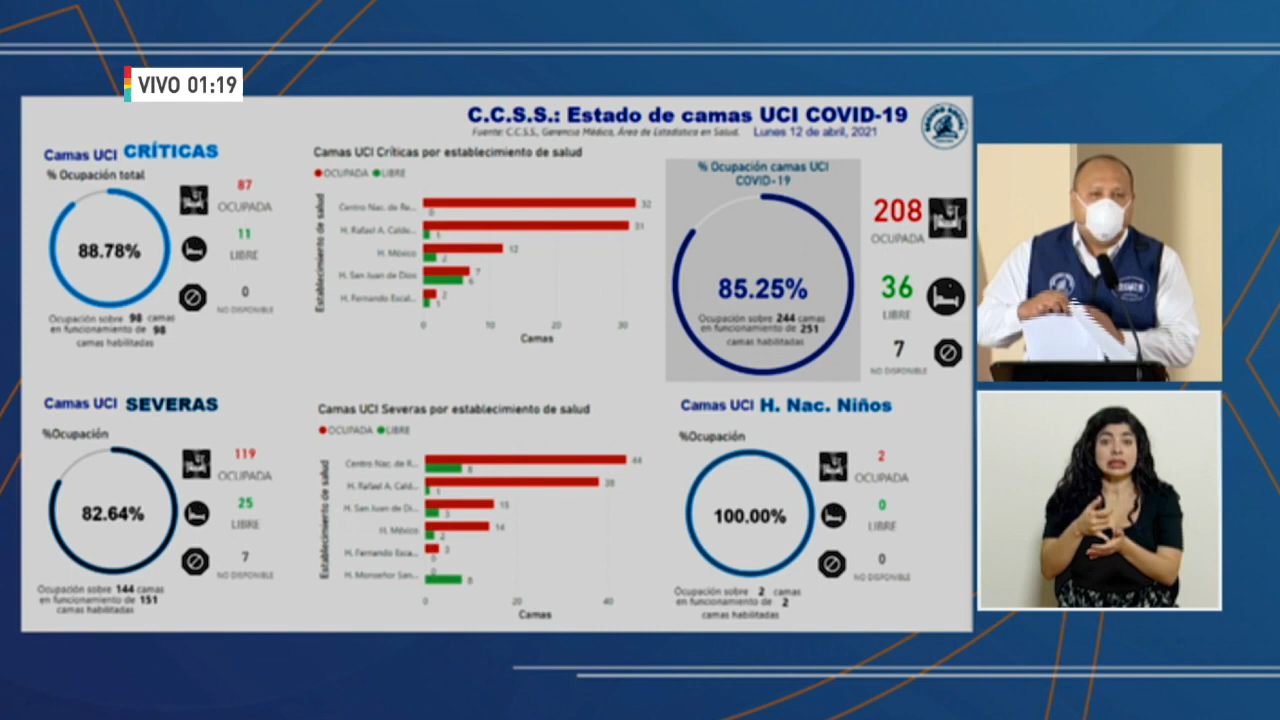 VIVO 01:19
C.C.S.S.: Estado de camas UCI COVID-19
Fuente: C.C.S.S., Gerencia Médica, Área de Estadística en Salud. Lunes 12 de abril, 2021
Camas UCI CRÍTICAS
% Ocupación total
88.78%
87
OCUPADA
11
LIBRE
0
NO DISPONIBLE
Ocupación sobre 98 camas
en funcionamiento de 98
camas habilitadas
Camas UCI Críticas por establecimiento de salud
OCUPADA LIBRE
Establecimiento de salud
Centro Nac. de Re... 32
0
H. Rafael A. Calde... 31
1
H. México 12
2
H. San Juan de Dios 7
6
H. Fernando Escal... 2
1
0 10 20 30
Camas
% Ocupación camas UCI
COVID-19
85.25%
Ocupación sobre 244 camas
en funcionamiento de 251
camas habilitadas
208
OCUPADA
36
LIBRE
7
NO DISPONIBLE
Camas UCI SEVERAS
%Ocupación
82.64%
119
OCUPADA
25
LIBRE
7
NO DISPONIBLE
Ocupación sobre 144 camas
en funcionamiento de 151
camas habilitadas
Camas UCI Severas por establecimiento de salud
OCUPADA LIBRE
Establecimiento de salud
Centro Nac. de R... 44
8
H. Rafael A. Cald...
1
H. San Juan de Di... 15
3
H. México 14
2
H. Fernando Esca... 3
0
H. Monseñor San... 0
8
0 20 40
Camas
Camas UCI H. Nac. Niños
%Ocupación
100.00%
2
OCUPADA
0
LIBRE
0
NO DISPONIBLE
Ocupación sobre 2 camas
en funcionamiento de 2
camas habilitadas